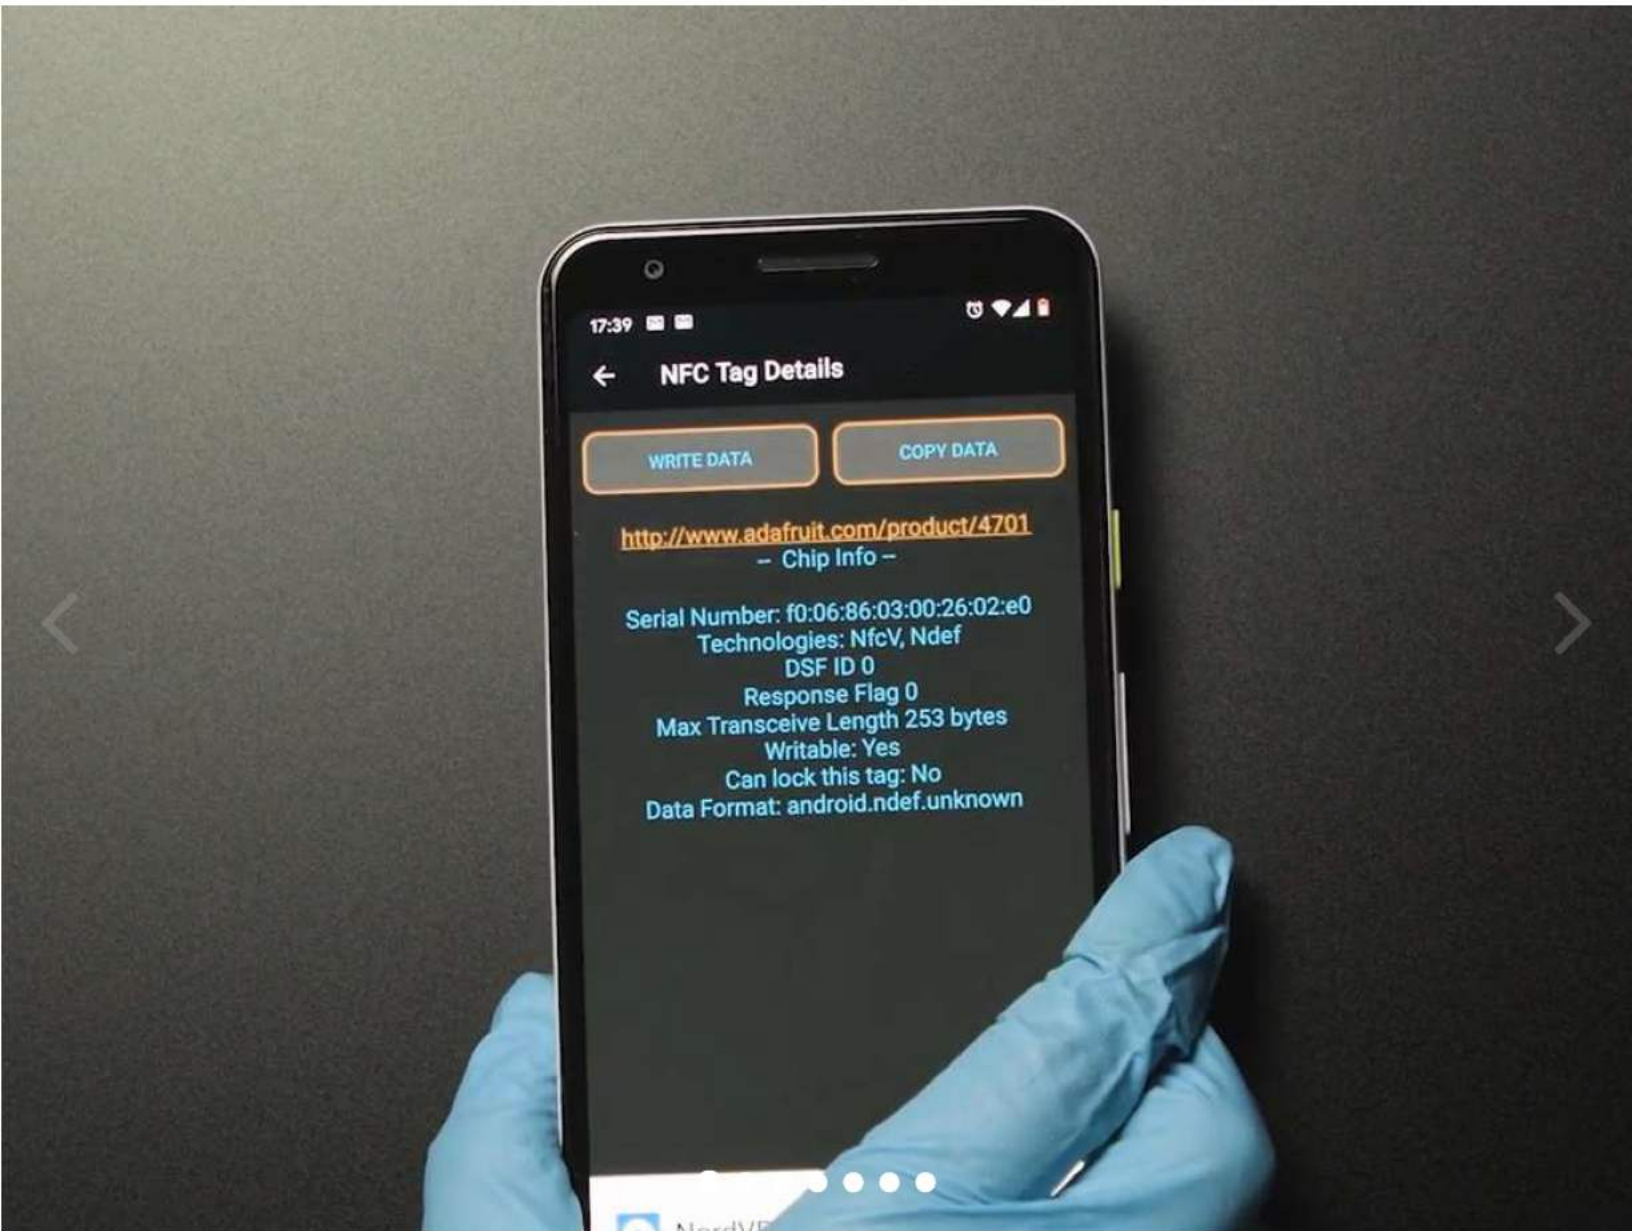 17:39
NFC Tag Details
WRITE DATA COPY DATA
http://www.adafruit.com/product/4701
-- Chip Info --
Serial Number: f0:06:86:03:00:26:02:e0
Technologies: NfcV, Ndef
DSF ID 0
Response Flag 0
Max Transceive Length 253 bytes
Writable: Yes
Can lock this tag: No
Data Format: android.ndef.unknown